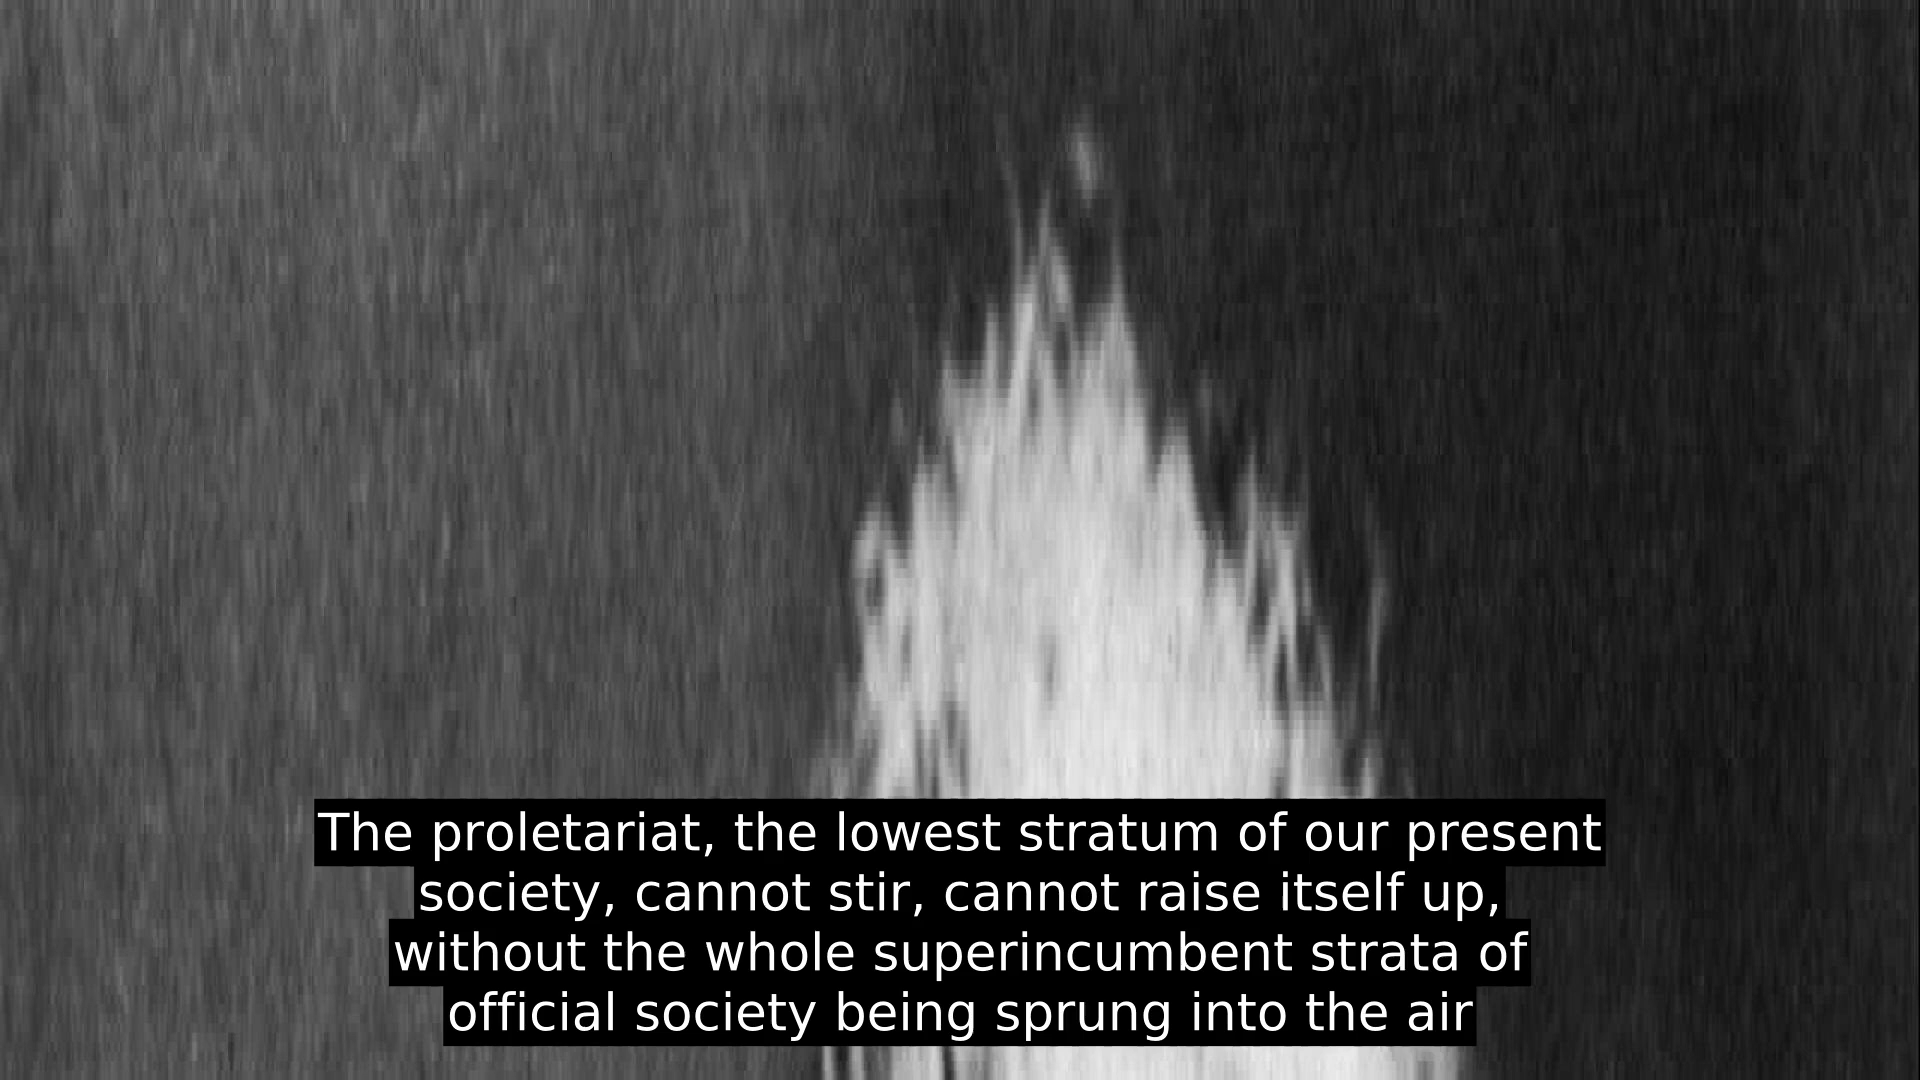 The proletariat, the lowest stratum of our present
society, cannot stir, cannot raise itself up,
without the whole superincumbent strata of
official society being sprung into the air